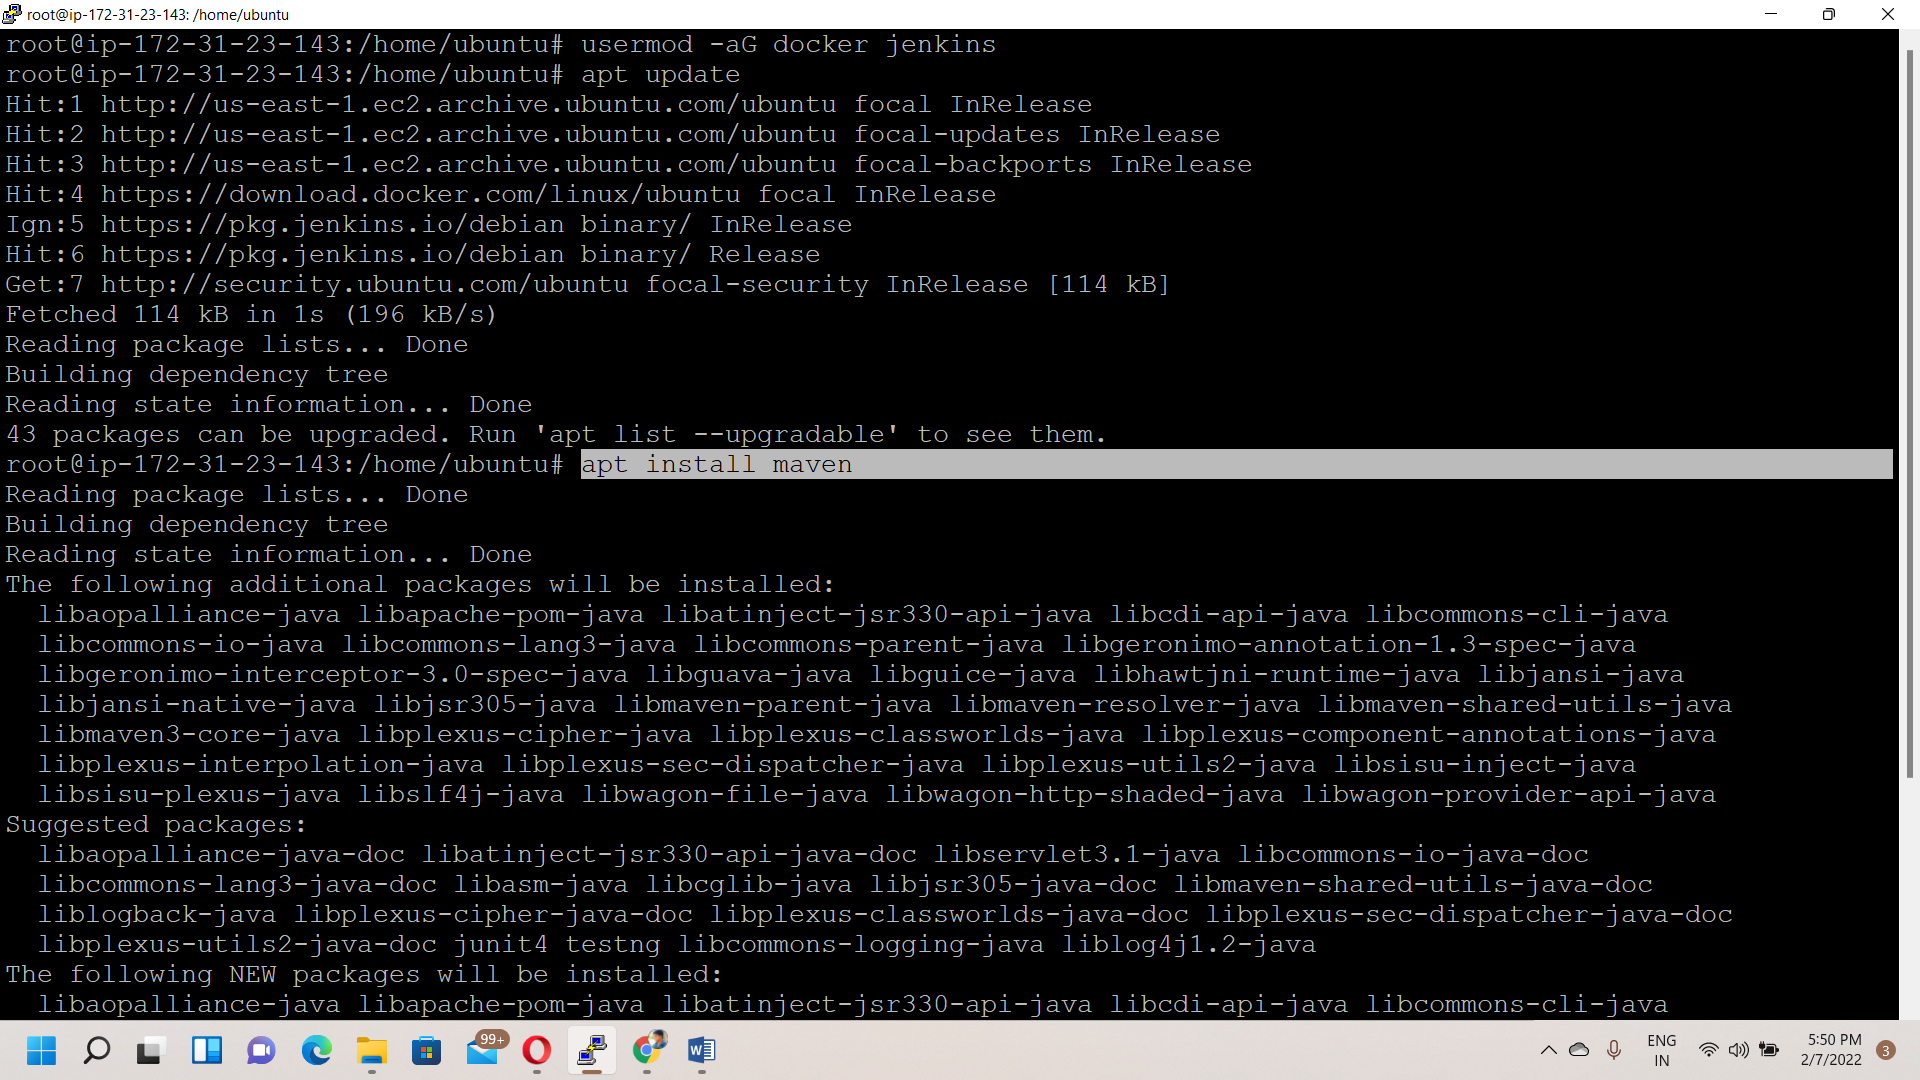 root@ip-172-31-23-143: /home/ubuntu
root@ip-172-31-23-143:/home/ubuntu# usermod -aG docker jenkins
root@ip-172-31-23-143:/home/ubuntu# apt update
Hit:1 http://us-east-1.ec2.archive.ubuntu.com/ubuntu focal InRelease
Hit:2 http://us-east-1.ec2.archive.ubuntu.com/ubuntu focal-updates InRelease
Hit:3 http://us-east-1.ec2.archive.ubuntu.com/ubuntu focal-backports InRelease
Hit:4 https://download.docker.com/linux/ubuntu focal InRelease
Ign:5 https://pkg.jenkins.io/debian binary/ InRelease
Hit:6 https://pkg.jenkins.io/debian binary/ Release
Get:7 http://security.ubuntu.com/ubuntu focal-security InRelease [114 kB]
Fetched 114 kB in 1s (196 kB/s)
Reading package lists... Done
Building dependency tree
Reading state information... Done
43 packages can be upgraded. Run 'apt list --upgradable' to see them.
root@ip-172-31-23-143:/home/ubuntu# apt install maven
Reading package lists... Done
Building dependency tree
Reading state information... Done
The following additional packages will be installed:
libaopalliance-java libapache-pom-java libatinject-jsr330-api-java libcdi-api-java libcommons-cli-java
libcommons-io-java libcommons-lang3-java libcommons-parent-java libgeronimo-annotation-1.3-spec-java
libgeronimo-interceptor-3.0-spec-java libguava-java libguice-java libhawtjni-runtime-java libjansi-java
libjansi-native-java libjsr305-java libmaven-parent-java libmaven-resolver-java libmaven-shared-utils-java
libmaven3-core-java libplexus-cipher-java libplexus-classworlds-java libplexus-component-annotations-java
libplexus-interpolation-java libplexus-sec-dispatcher-java libplexus-utils2-java libsisu-inject-java
libsisu-plexus-java libslf4j-java libwagon-file-java libwagon-http-shaded-java libwagon-provider-api-java
Suggested packages:
libaopalliance-java-doc libatinject-jsr330-api-java-doc libservlet3.1-java libcommons-io-java-doc
libcommons-lang3-java-doc libasm-java libcglib-java libjsr305-java-doc libmaven-shared-utils-java-doc
liblogback-java libplexus-cipher-java-doc libplexus-classworlds-java-doc libplexus-sec-dispatcher-java-doc
libplexus-utils2-java-doc junit4 testng libcommons-logging-java liblog4j1.2-java
The following NEW packages will be installed:
libaopalliance-java libapache-pom-java libatinject-jsr330-api-java libcdi-api-java libcommons-cli-java
99+
ENG
IN
5:50 PM
2/7/2022
3